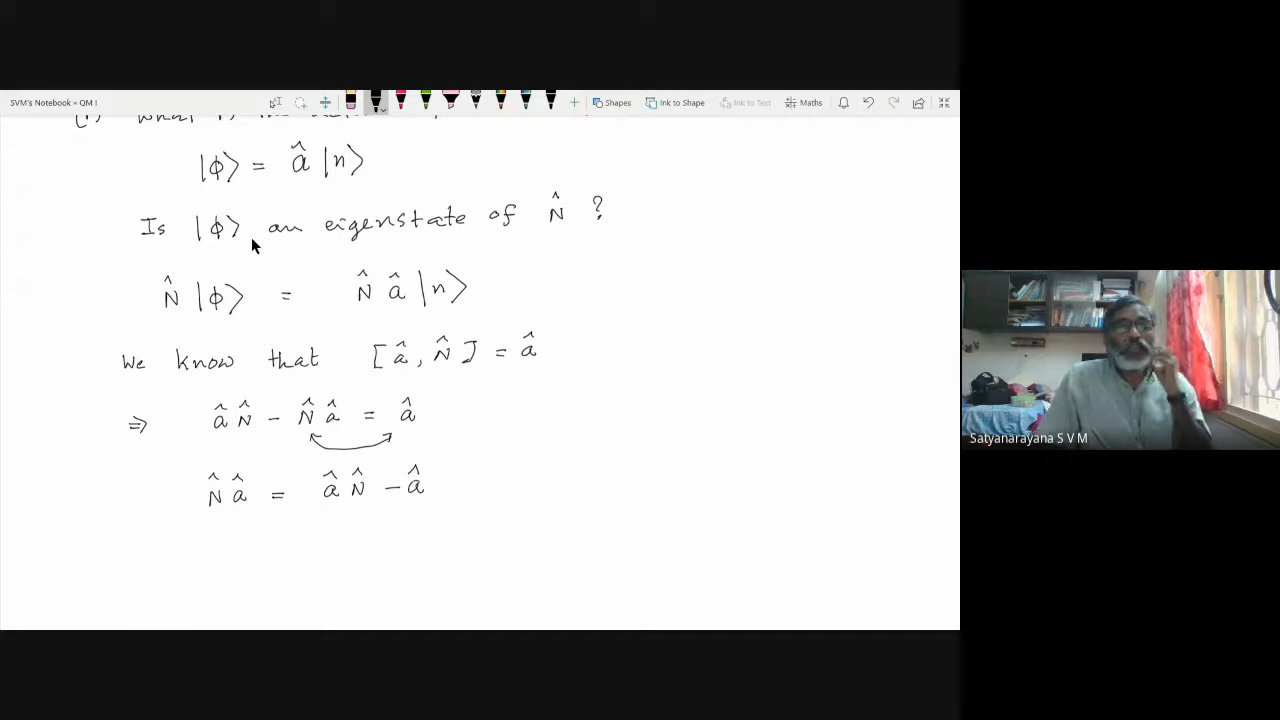 SVM's Notebook » QM I
Shapes
Ink to Shape
Ink to Text
Maths
|ϕ⟩ = â |n⟩
Is |ϕ⟩ an eigenstate of N̂ ?
N̂ |ϕ⟩ = N̂ â |n⟩
We know that [â, N̂] = â
⇒ â N̂ − N̂ â = â
N̂ â = â N̂ − â
Satyanarayana S V M